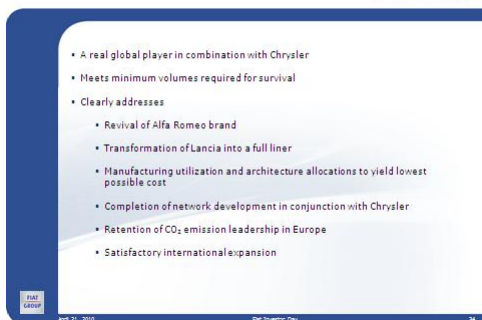 A real global player in combination with Chrysler
Meets minimum volumes required for survival
Clearly addresses
Revival of Alfa Romeo brand
Transformation of Lancia into a full liner
Manufacturing utilization and architecture allocations to yield lowest
possible cost
Completion of network development in conjunction with Chrysler
Retention of CO₂ emission leadership in Europe
Satisfactory international expansion
FIAT
GROUP
April 21, 2010 Fiat Investor Day 34